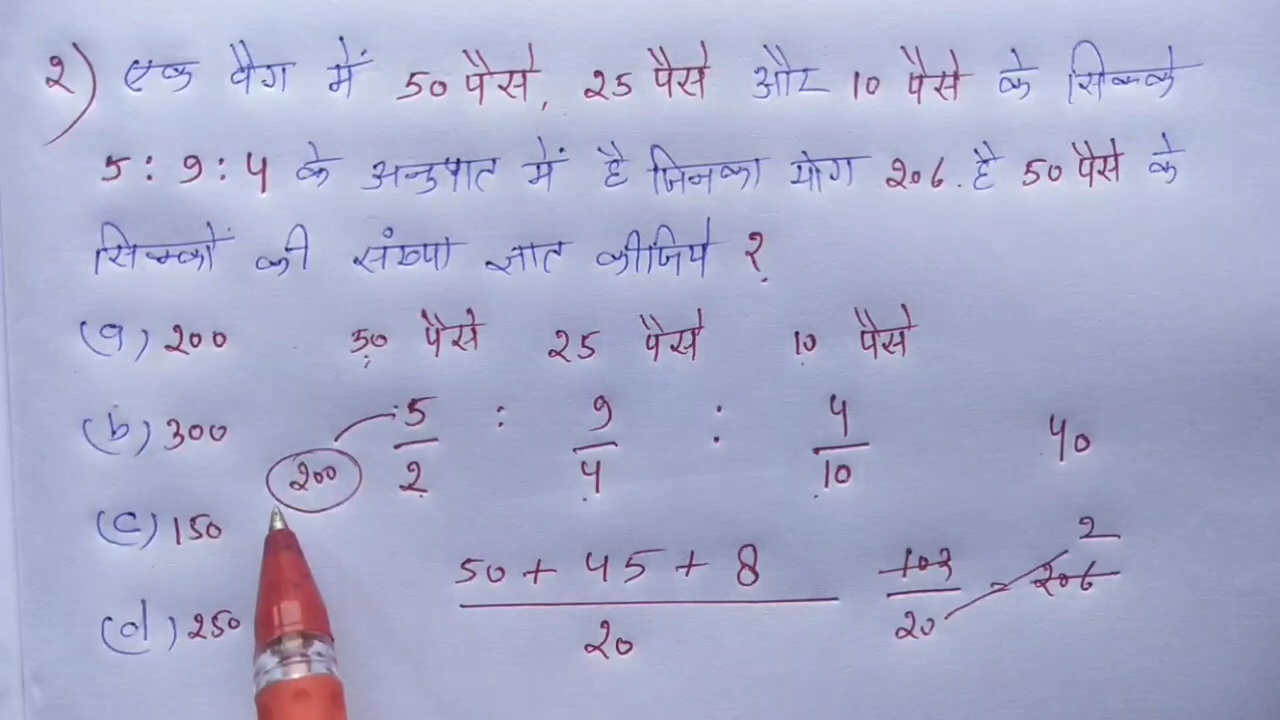 २) एक बैग में 50 पैसे, 25 पैसे और 10 पैसे के सिक्के
5 : 9 : 4 के अनुपात में है जिनका योग 206. है 50 पैसे के
सिक्कों की संख्या ज्ञात कीजिये ?
(a) 200 50 पैसे 25 पैसे 10 पैसे
(b) 300 5/2 : 9/4 : 4/10 40
200
(c) 150 50 + 45 + 8 103 = 206 2
(d) 250 20 20